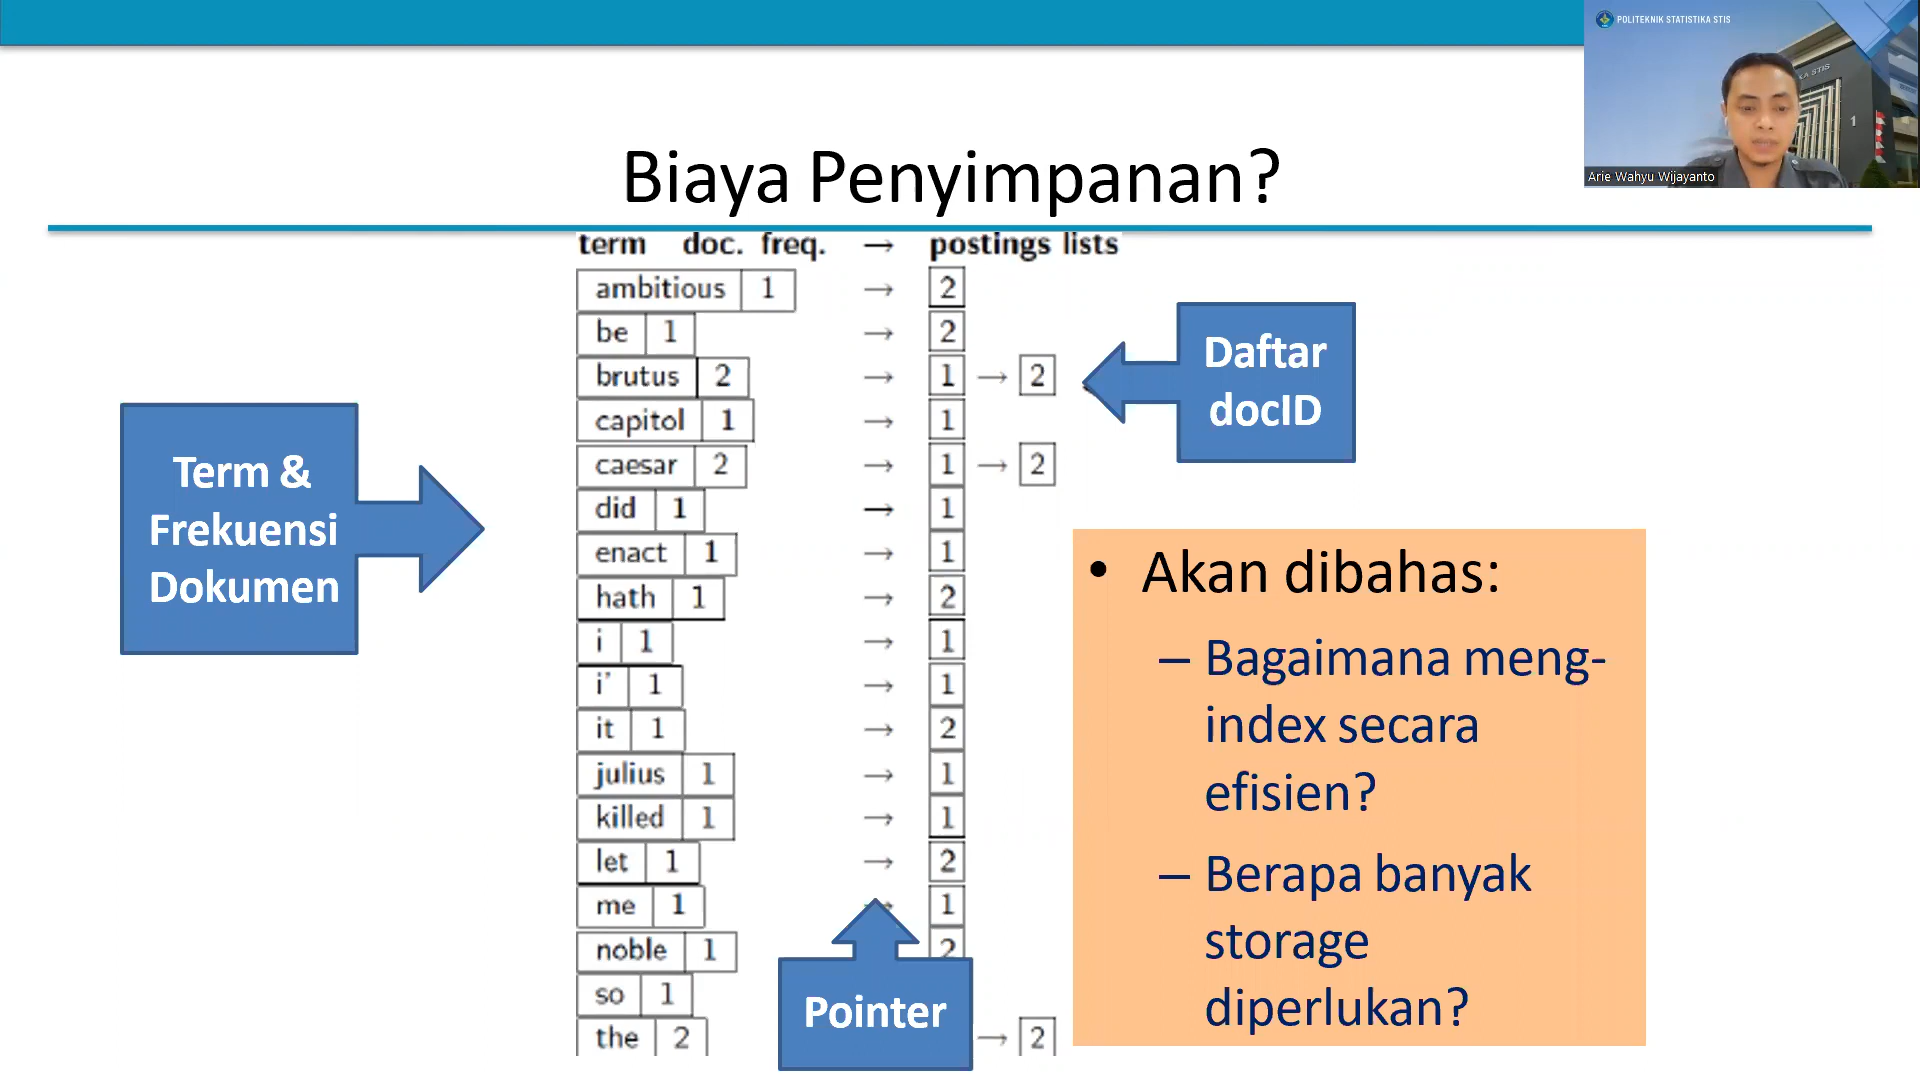 POLITEKNIK STATISTIKA STIS
KA STIS
1
Arie Wahyu Wijayanto
Biaya Penyimpanan?
term doc. freq. → postings lists
ambitious 1 → 2
be 1 → 2
brutus 2 → 1 → 2
capitol 1 → 1
caesar 2 → 1 → 2
did 1 → 1
enact 1 → 1
hath 1 → 2
i 1 → 1
i' 1 → 1
it 1 → 2
julius 1 → 1
killed 1 → 1
let 1 → 2
me 1 → 1
noble 1 2
so 1
the 2 → 2
Term &
Frekuensi
Dokumen
Daftar
docID
Pointer
• Akan dibahas:
– Bagaimana meng-
index secara
efisien?
– Berapa banyak
storage
diperlukan?